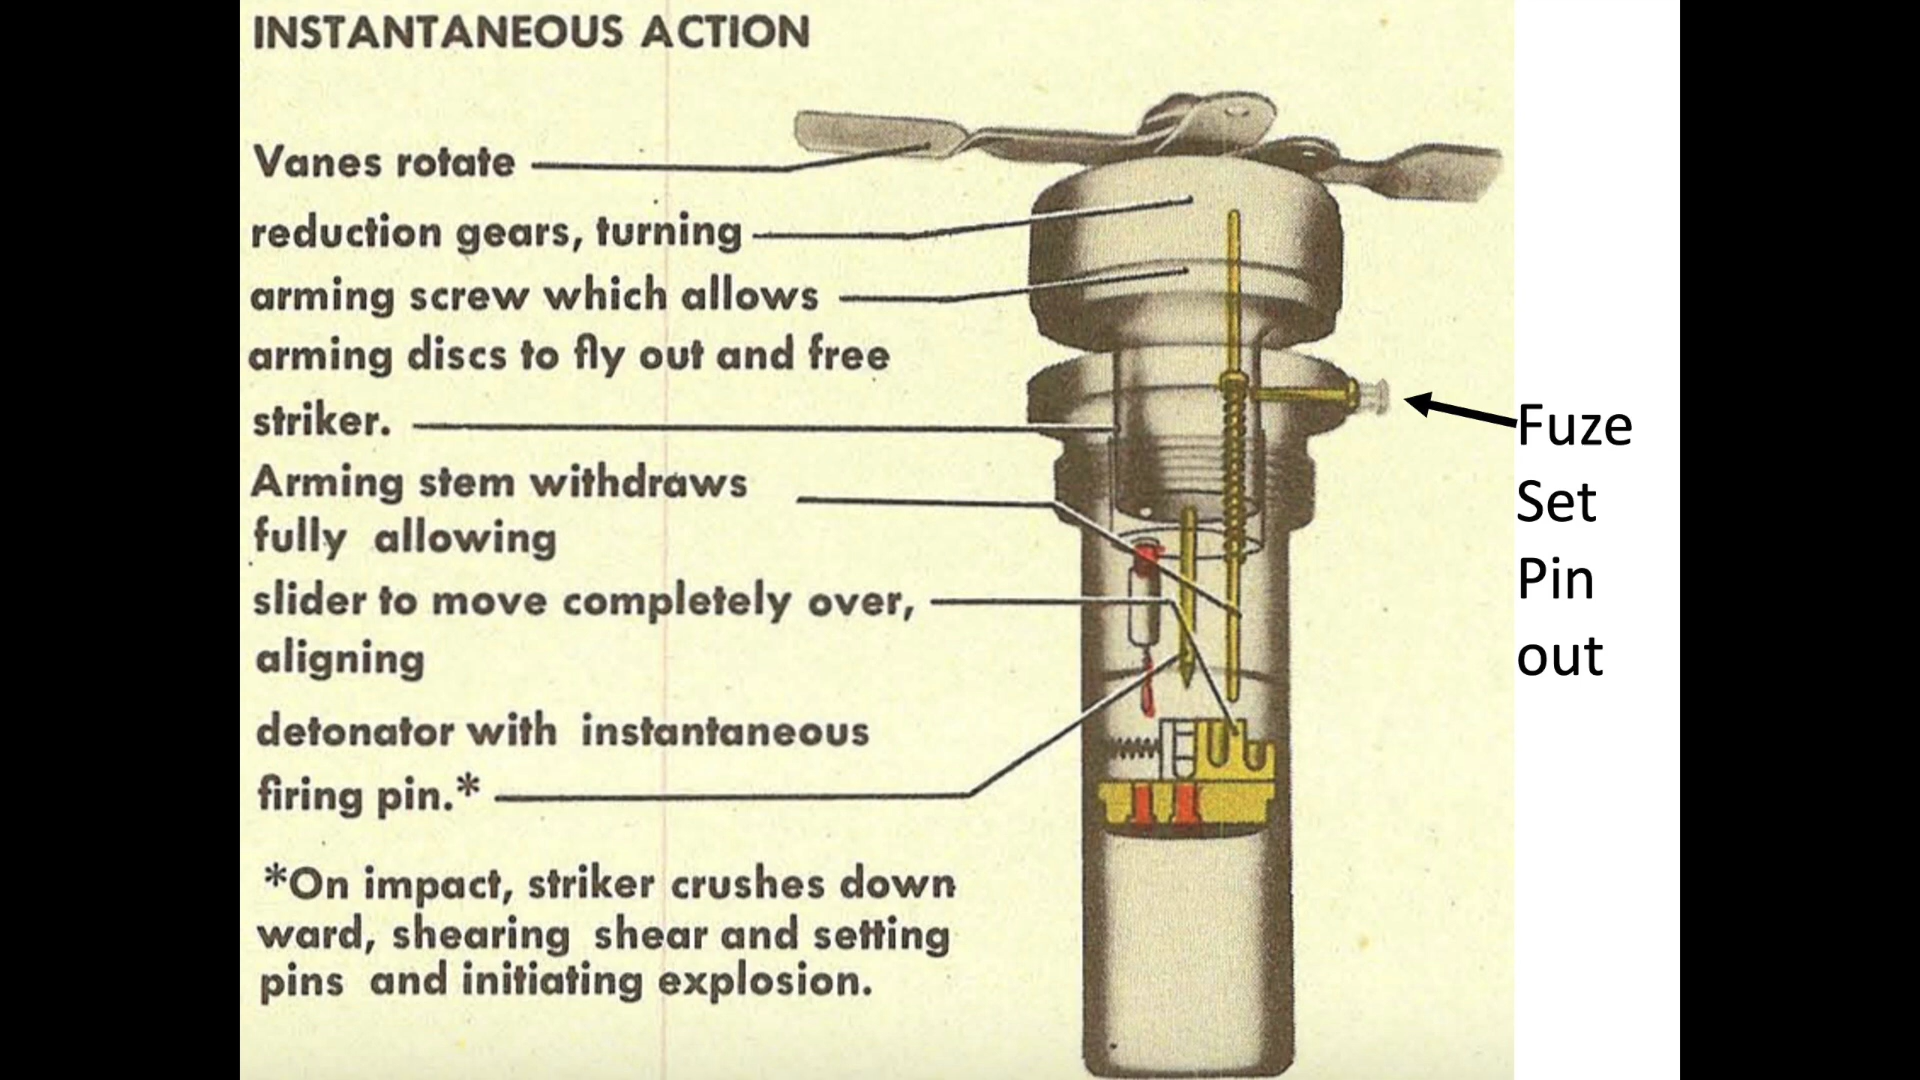 INSTANTANEOUS ACTION
Vanes rotate
reduction gears, turning
arming screw which allows
arming discs to fly out and free
striker.
Arming stem withdraws
fully allowing
slider to move completely over,
aligning
detonator with instantaneous
firing pin.*
*On impact, striker crushes down
ward, shearing shear and setting
pins and initiating explosion.
Fuze
Set
Pin
out